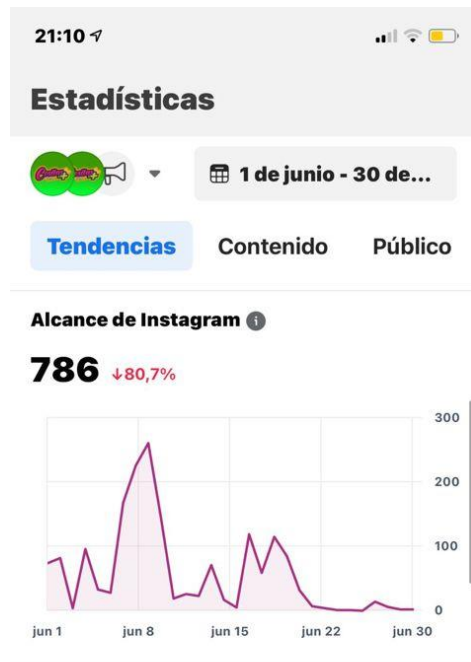 21:10
Estadísticas
1 de junio - 30 de...
Tendencias Contenido Público
Alcance de Instagram
786 ↓80,7%
300
200
100
0
jun 1 jun 8 jun 15 jun 22 jun 30